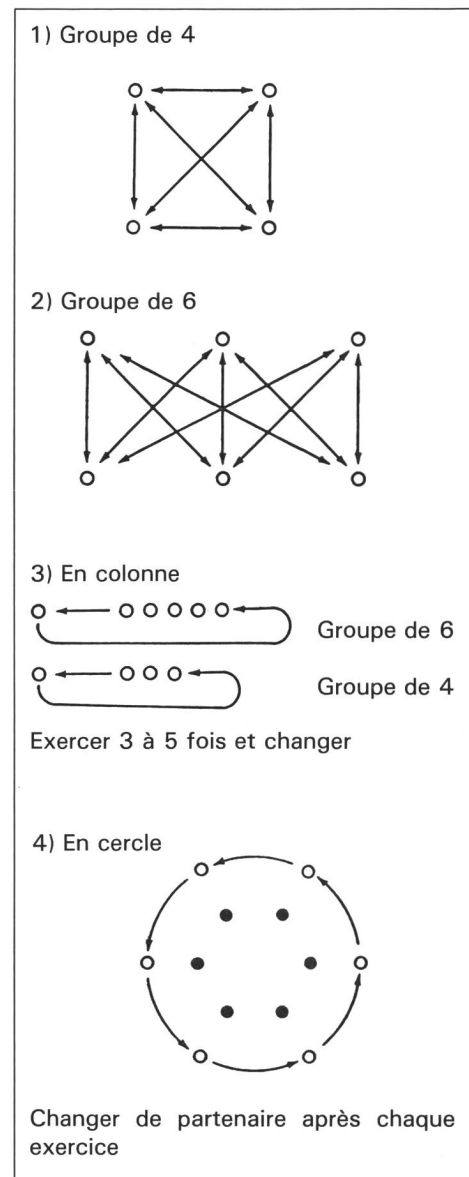 1) Groupe de 4
2) Groupe de 6
3) En colonne
Groupe de 6
Groupe de 4
Exercer 3 à 5 fois et changer
4) En cercle
Changer de partenaire après chaque
exercice